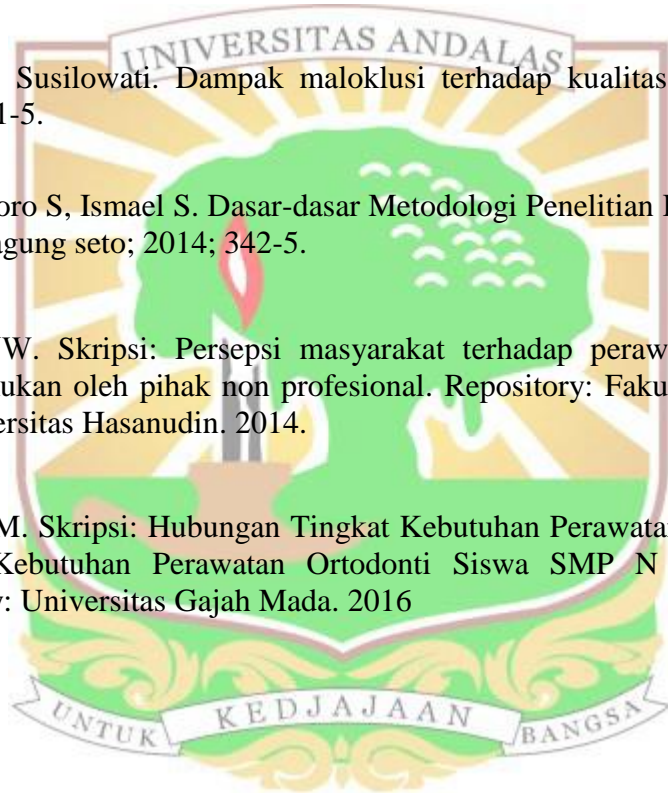 UNIVERSITAS ANDALAS
Susilowati. Dampak maloklusi terhadap kualitas
1-5.
oro S, Ismael S. Dasar-dasar Metodologi Penelitian
agung seto; 2014; 342-5.
W. Skripsi: Persepsi masyarakat terhadap peraw
ukan oleh pihak non profesional. Repository: Faku
ersitas Hasanudin. 2014.
M. Skripsi: Hubungan Tingkat Kebutuhan Perawatan
Kebutuhan Perawatan Ortodonti Siswa SMP N
: Universitas Gajah Mada. 2016
UNTUK KEDJAJAAN BANGSA